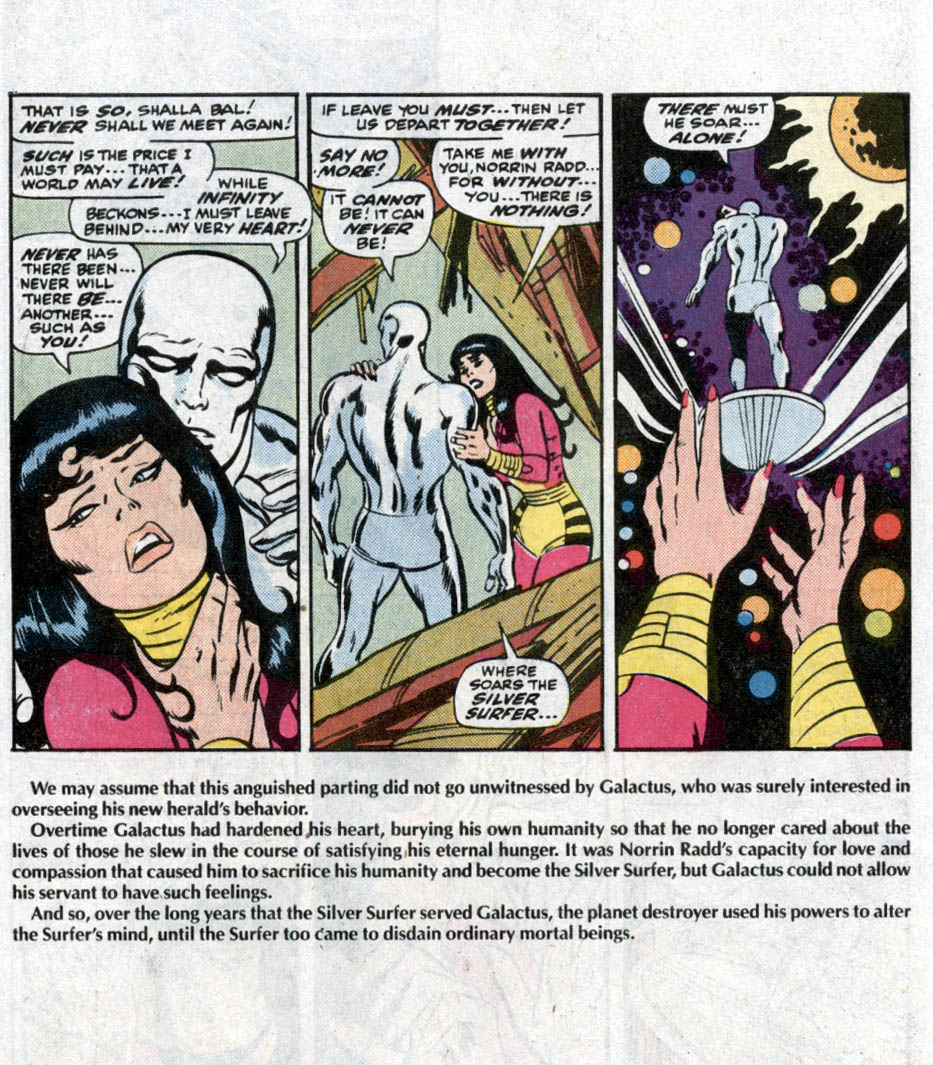 THAT IS SO, SHALLA BAL!
NEVER SHALL WE MEET AGAIN!
SUCH IS THE PRICE I
MUST PAY... THAT A
WORLD MAY LIVE!
WHILE
INFINITY
BECKONS---I MUST LEAVE
BEHIND...MY VERY HEART!
NEVER HAS
THERE BEEN...
NEVER WILL
THERE BE...
ANOTHER...
SUCH AS
YOU!
IF LEAVE YOU MUST... THEN LET
US DEPART TOGETHER!
SAY NO
MORE!
IT CANNOT
BE! IT CAN
NEVER
BE!
TAKE ME WITH
YOU, NORRIN RADD...
FOR WITHOUT...
YOU...THERE IS
NOTHING!
WHERE
SOARS THE
SILVER
SURFER...
THERE MUST
HE SOAR...
ALONE!
We may assume that this anguished parting did not go unwitnessed by Galactus, who was surely interested in
overseeing his new herald's behavior.
Overtime Galactus had hardened his heart, burying his own humanity so that he no longer cared about the
lives of those he slew in the course of satisfying his eternal hunger. It was Norrin Radd's capacity for love and
compassion that caused him to sacrifice his humanity and become the Silver Surfer, but Galactus could not allow
his servant to have such feelings.
And so, over the long years that the Silver Surfer served Galactus, the planet destroyer used his powers to alter
the Surfer's mind, until the Surfer too came to disdain ordinary mortal beings.